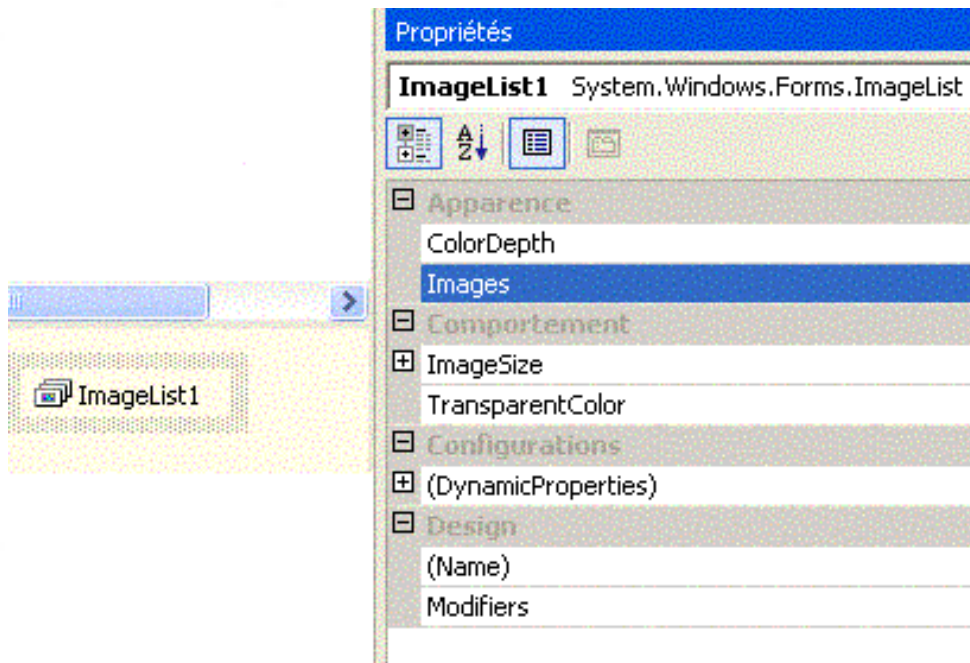 Propriétés
ImageList1 System.Windows.Forms.ImageList
Apparence
ColorDepth
Images
Comportement
ImageSize
TransparentColor
Configurations
(DynamicProperties)
Design
(Name)
Modifiers
ImageList1